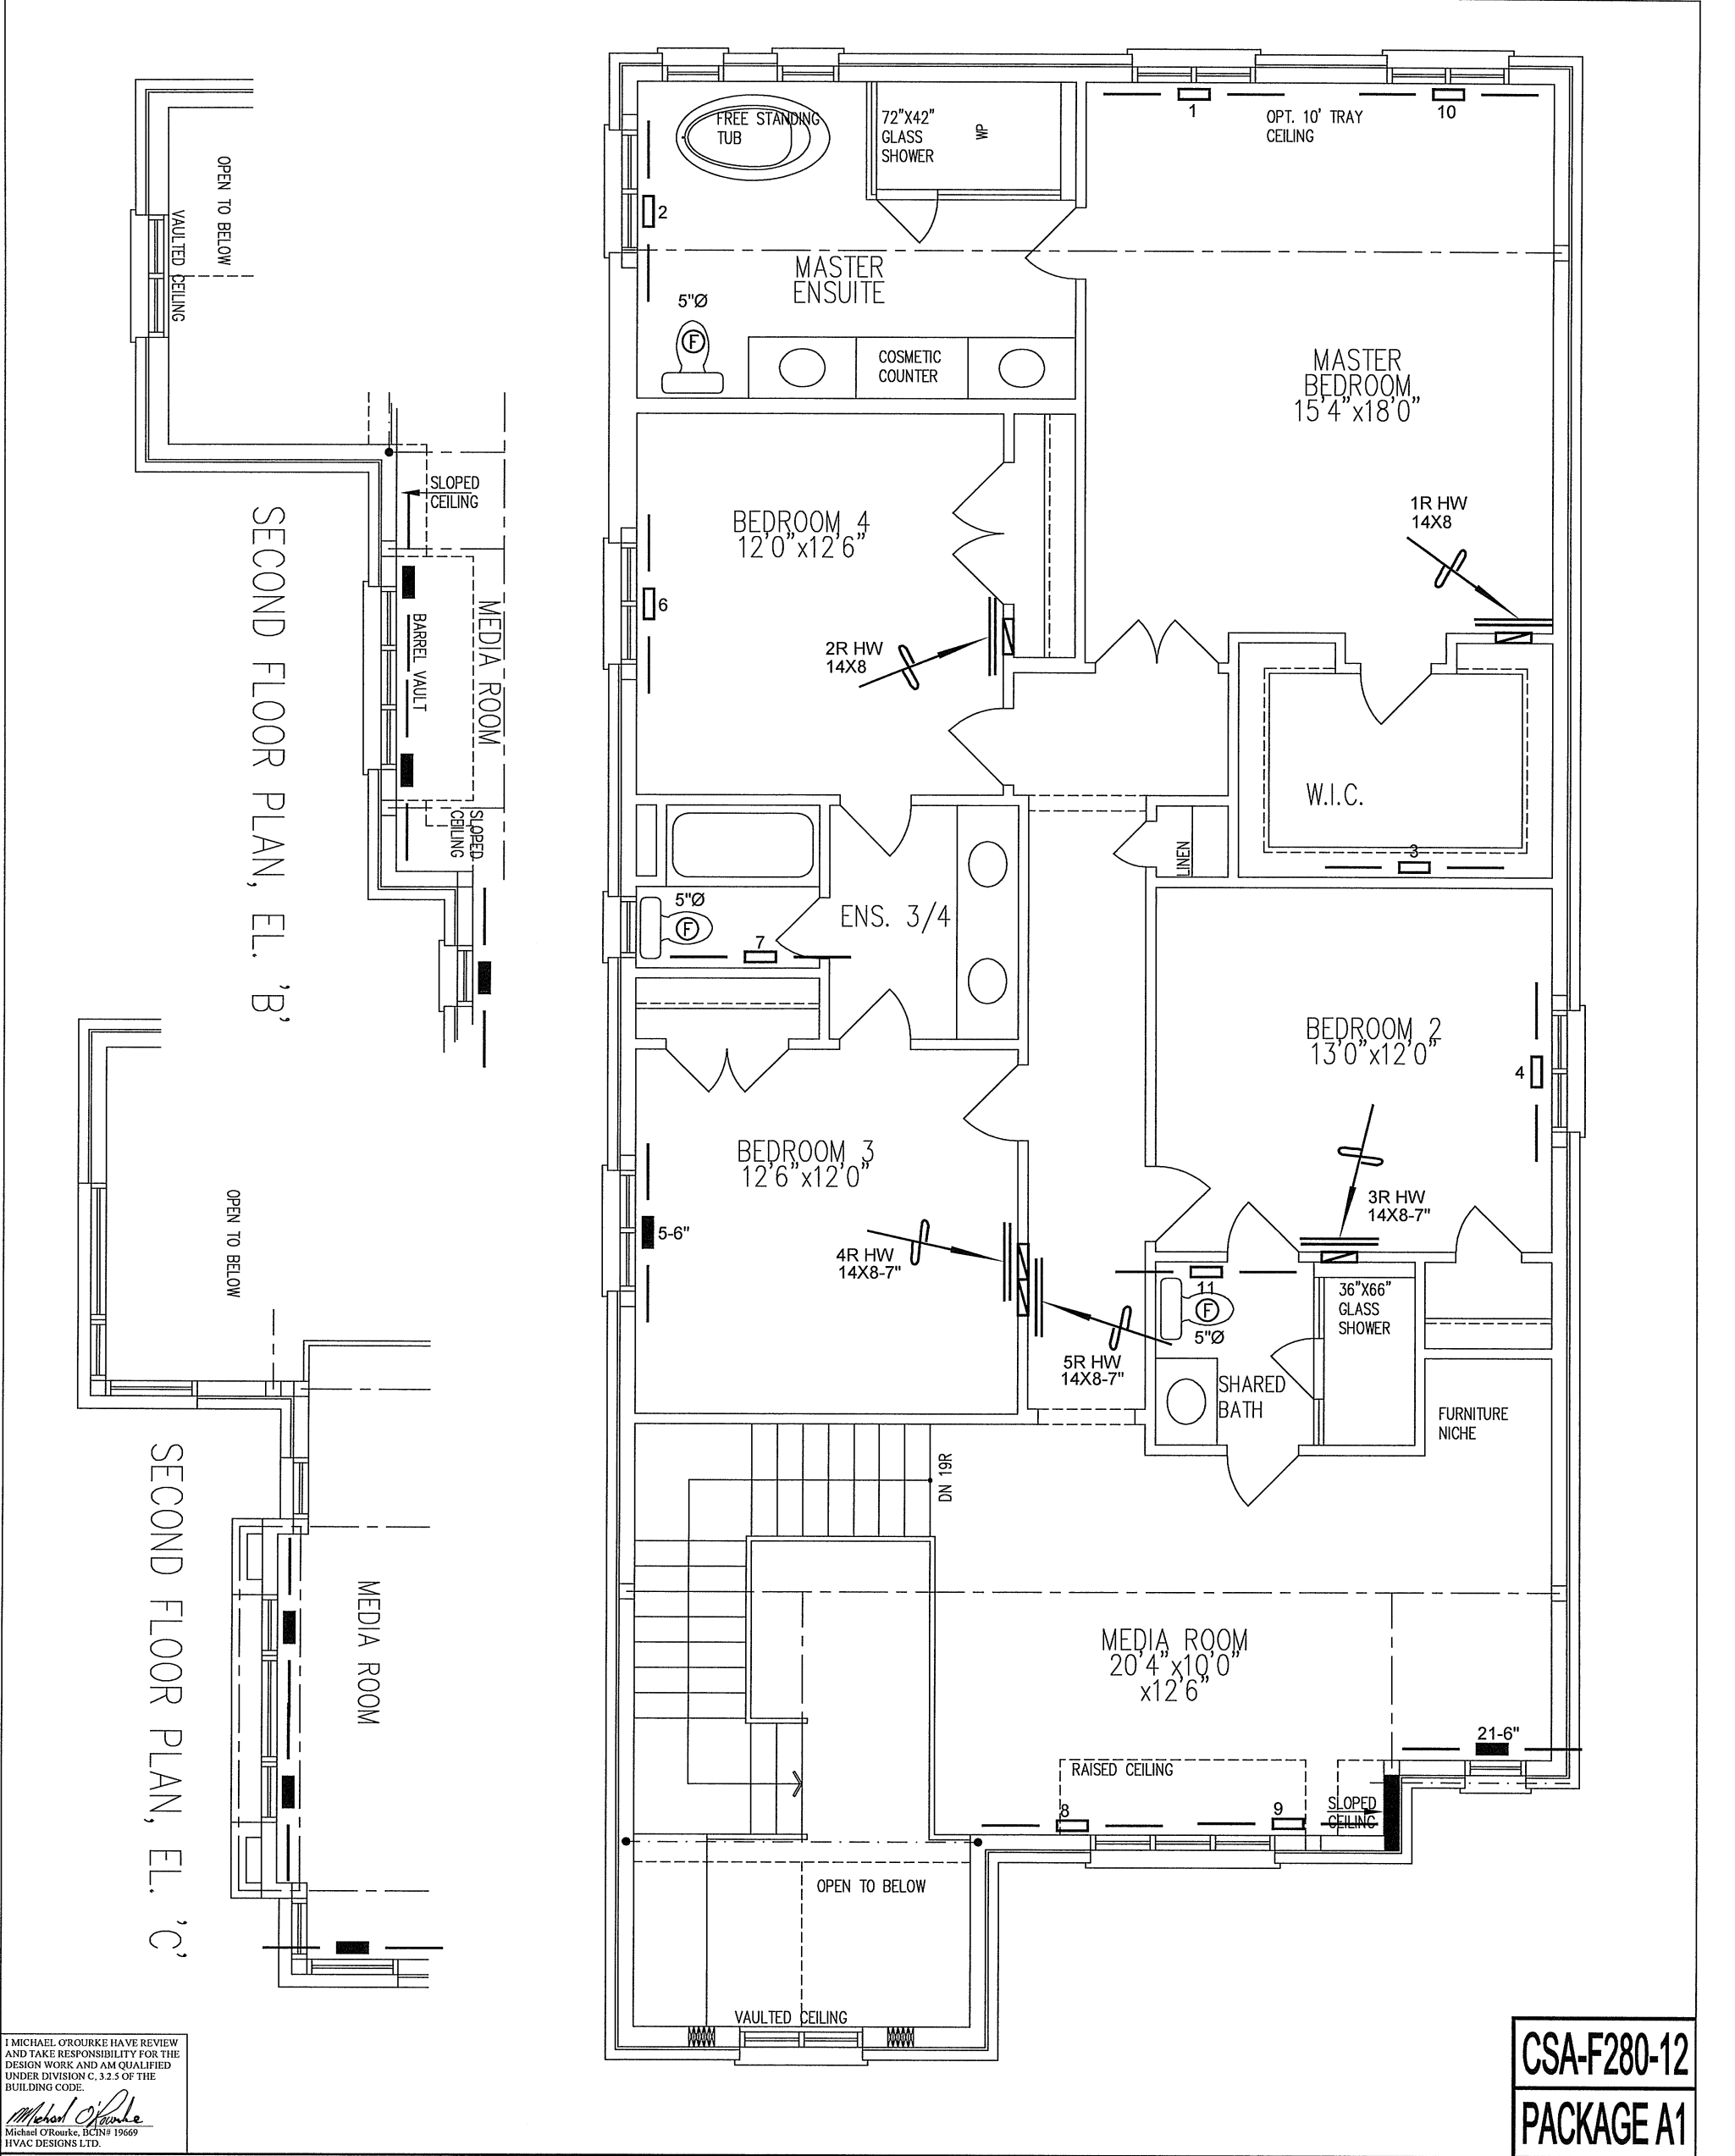 FREE STANDING
TUB
72"X42"
GLASS
SHOWER
WP
1
OPT. 10' TRAY
CEILING
10
2
MASTER
ENSUITE
5"Ø
F
COSMETIC
COUNTER
MASTER
BEDROOM
15'4"x18'0"
1R HW
14X8
BEDROOM 4
12'0"x12'6"
6
2R HW
14X8
W.I.C.
3
LINEN
5"Ø
F
7
ENS. 3/4
BEDROOM 2
13'0"x12'0"
4
3R HW
14X8-7"
BEDROOM 3
12'6"x12'0"
5-6"
4R HW
14X8-7"
5R HW
14X8-7"
11
F
5"Ø
36"X66"
GLASS
SHOWER
SHARED
BATH
FURNITURE
NICHE
DN 19R
MEDIA ROOM
20'4"x10'0"
x12'6"
21-6"
RAISED CEILING
8
9
SLOPED
CEILING
OPEN TO BELOW
VAULTED CEILING
OPEN TO BELOW
VAULTED CEILING
SLOPED
CEILING
BARREL VAULT
MEDIA ROOM
SLOPED
CEILING
SECOND FLOOR PLAN, EL. 'B'
OPEN TO BELOW
MEDIA ROOM
SECOND FLOOR PLAN, EL. 'C'
I MICHAEL O'ROURKE HAVE REVIEW
AND TAKE RESPONSIBILITY FOR THE
DESIGN WORK AND AM QUALIFIED
UNDER DIVISION C, 3.2.5 OF THE
BUILDING CODE.
Michael O'Rourke
Michael O'Rourke, BCIN# 19669
HVAC DESIGNS LTD.
CSA-F280-12
PACKAGE A1